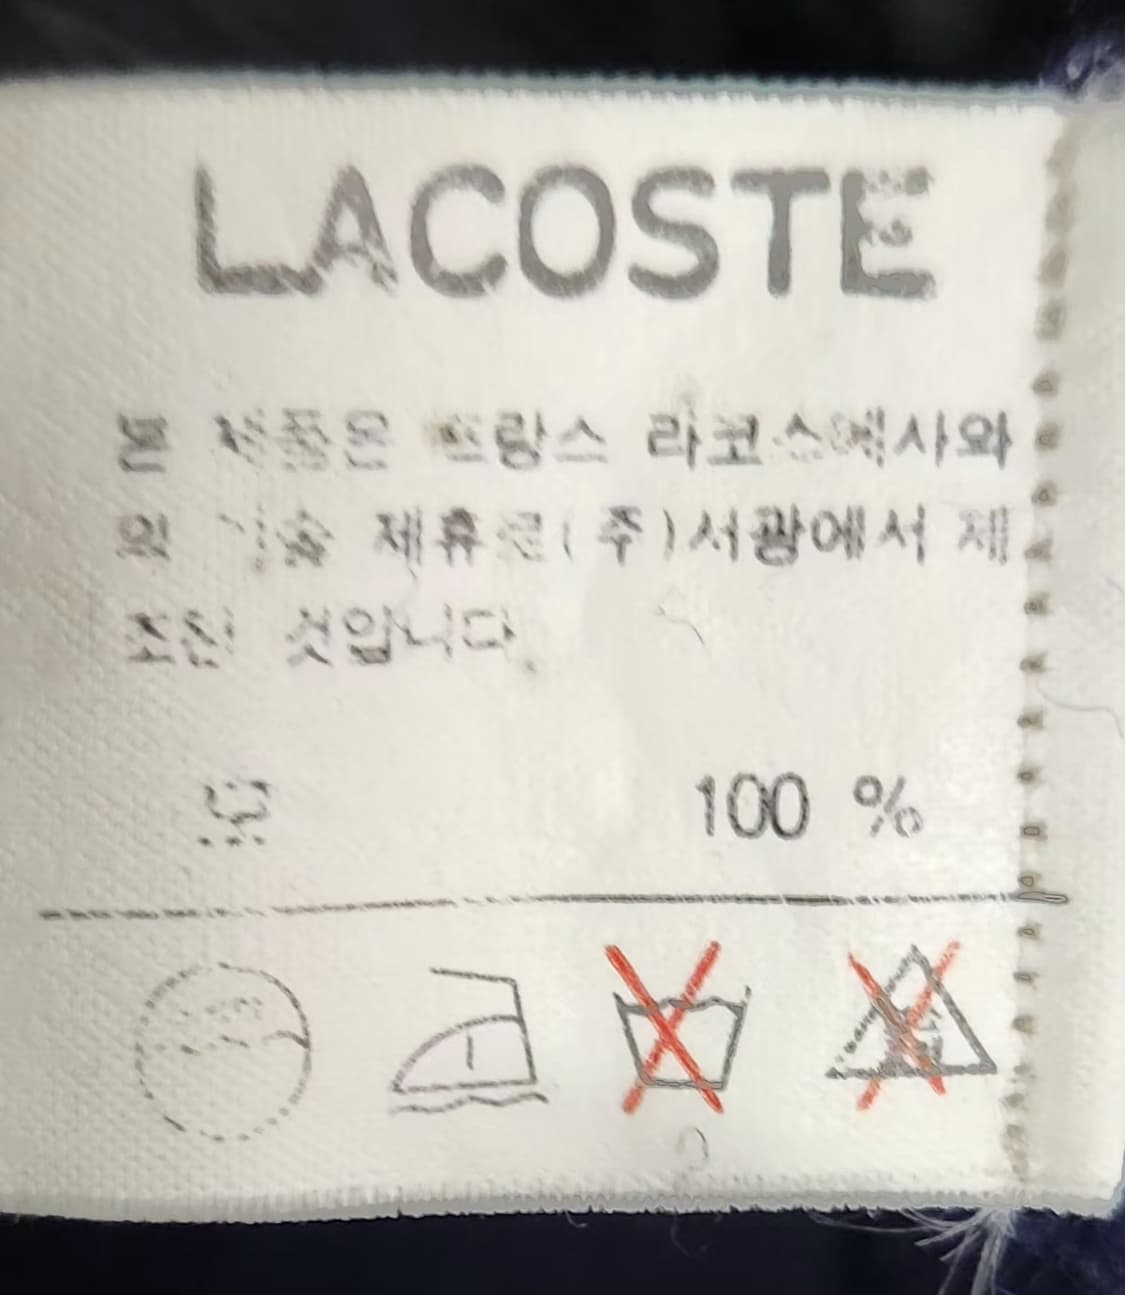 LACOSTE
본 제품은 프랑스 라코스떼사와
의 기술 제휴로(주)서광에서 제
조한 것입니다.
100 %